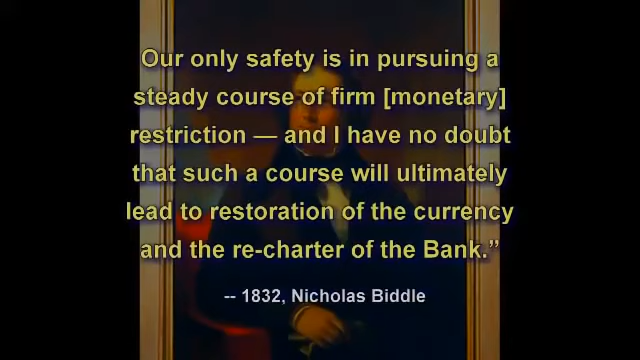 Our only safety is in pursuing a
steady course of firm [monetary]
restriction — and I have no doubt
that such a course will ultimately
lead to restoration of the currency
and the re-charter of the Bank.”
-- 1832, Nicholas Biddle